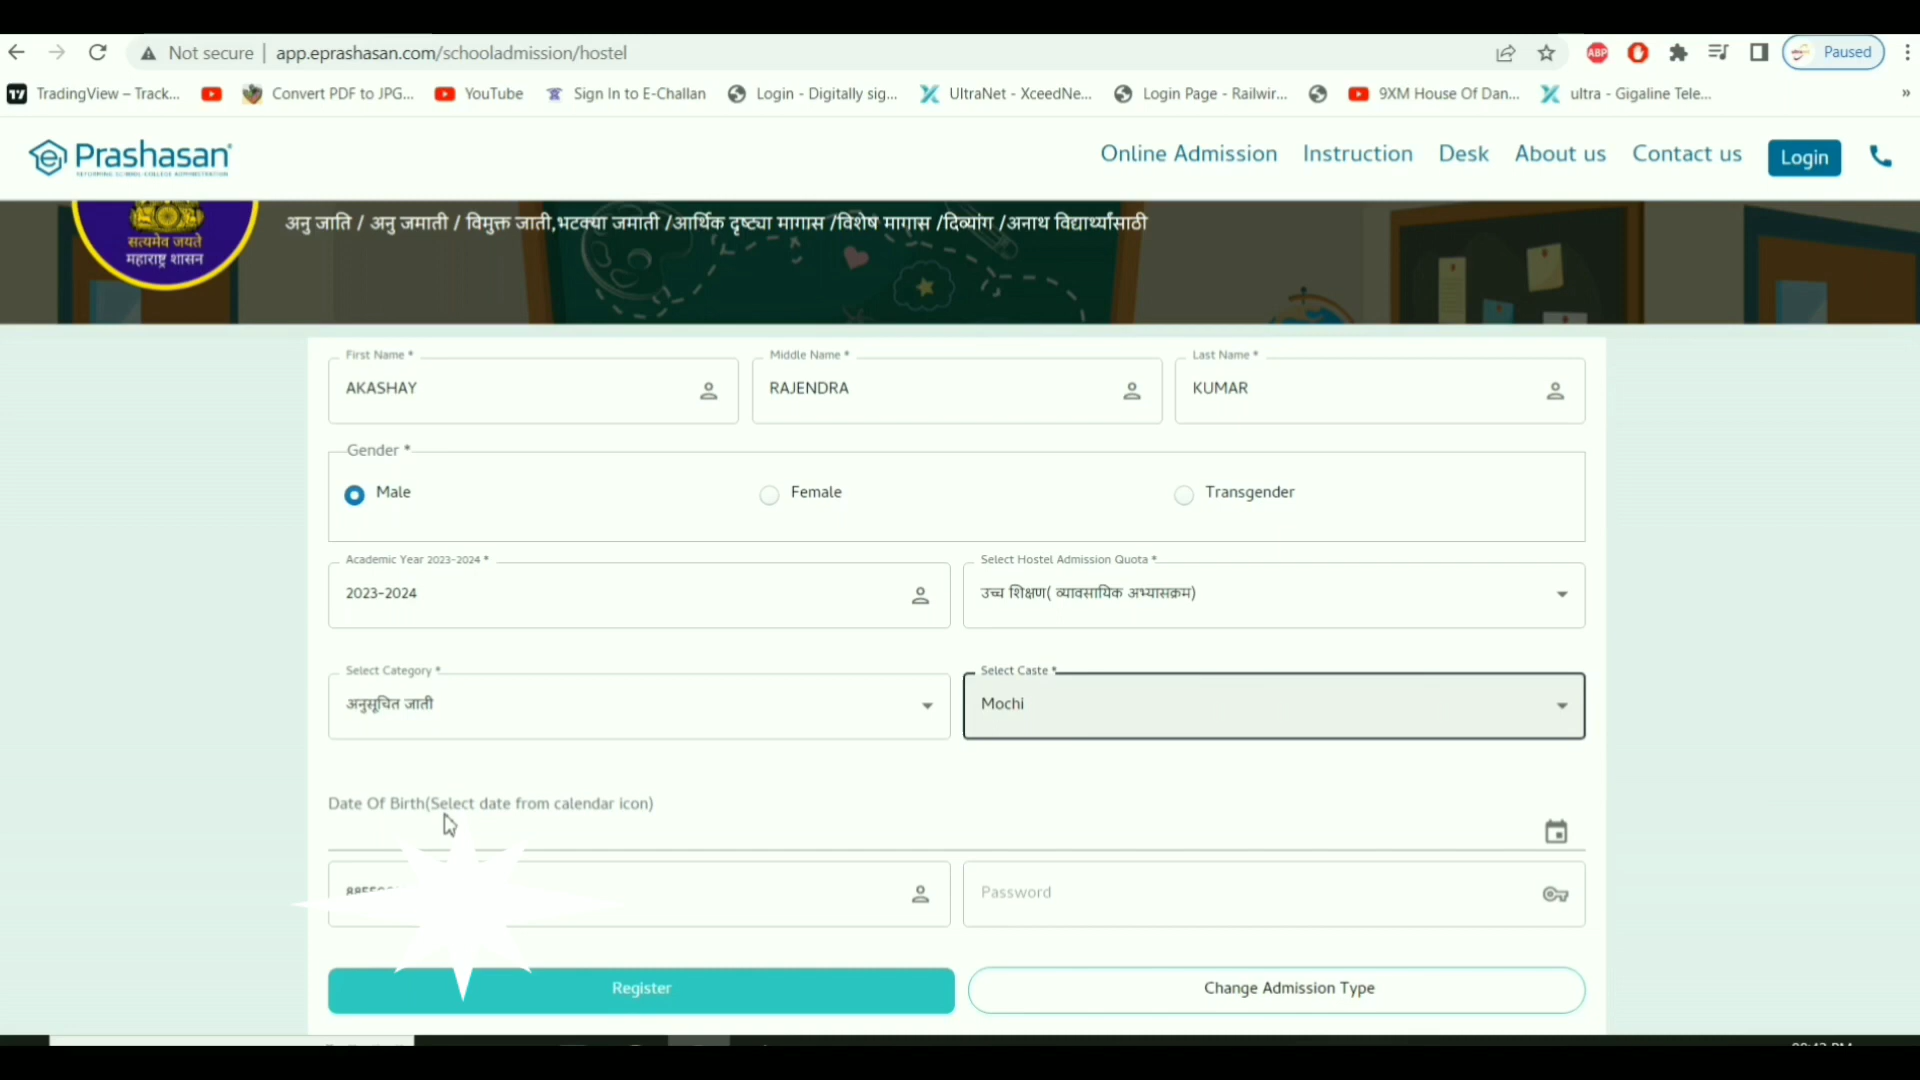 Not secure | app.eprashasan.com/schooladmission/hostel
ABP
Paused
TradingView – Track...
Convert PDF to JPG...
YouTube
Sign In to E-Challan
Login - Digitally sig...
UltraNet - XceedNe...
Login Page - Railwir...
9XM House Of Dan...
ultra - Gigaline Tele...
»
Prashasan
Online Admission
Instruction
Desk
About us
Contact us
Login
अनु जाति / अनु जमाती / विमुक्त जाती,भटक्या जमाती /आर्थिक दृष्ट्या मागास /विशेष मागास /दिव्यांग /अनाथ विद्यार्थ्यांसाठी
सत्यमेव जयते
महाराष्ट्र शासन
First Name *
Middle Name *
Last Name *
AKASHAY
RAJENDRA
KUMAR
Gender *
Male
Female
Transgender
Academic Year 2023-2024 *
Select Hostel Admission Quota *
2023-2024
उच्च शिक्षण( व्यावसायिक अभ्यासक्रम)
Select Category *
Select Caste *
अनुसूचित जाती
Mochi
Date Of Birth(Select date from calendar icon)
Password
Register
Change Admission Type